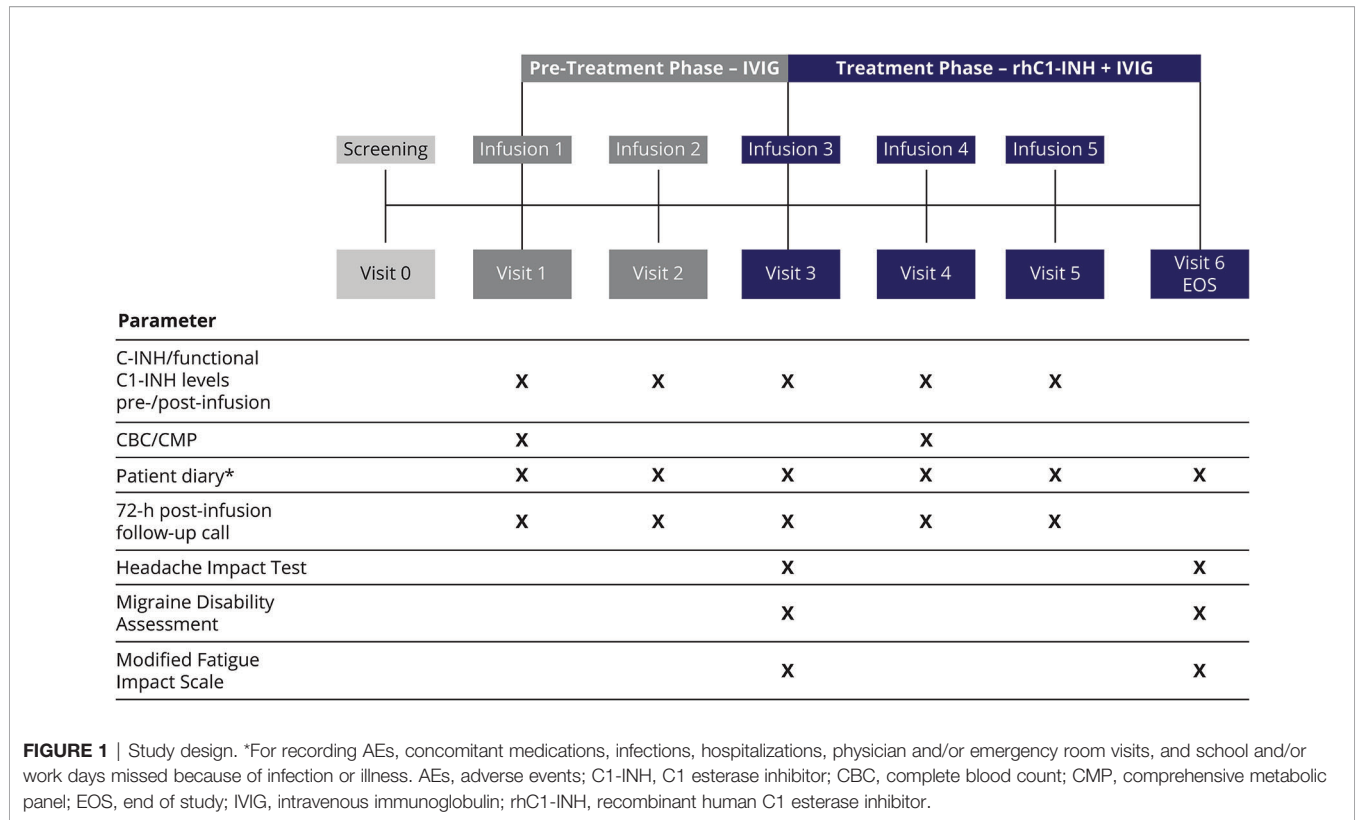 Pre-Treatment Phase – IVIG
Treatment Phase – rhC1-INH + IVIG
Screening
Infusion 1
Infusion 2
Infusion 3
Infusion 4
Infusion 5
Visit 0
Visit 1
Visit 2
Visit 3
Visit 4
Visit 5
Visit 6
EOS
Parameter
C-INH/functional
C1-INH levels
pre-/post-infusion
X X X X X
CBC/CMP X X
Patient diary* X X X X X X
72-h post-infusion
follow-up call
X X X X X
Headache Impact Test X X
Migraine Disability
Assessment
X X
Modified Fatigue
Impact Scale
X X
FIGURE 1 | Study design. *For recording AEs, concomitant medications, infections, hospitalizations, physician and/or emergency room visits, and school and/or
work days missed because of infection or illness. AEs, adverse events; C1-INH, C1 esterase inhibitor; CBC, complete blood count; CMP, comprehensive metabolic
panel; EOS, end of study; IVIG, intravenous immunoglobulin; rhC1-INH, recombinant human C1 esterase inhibitor.